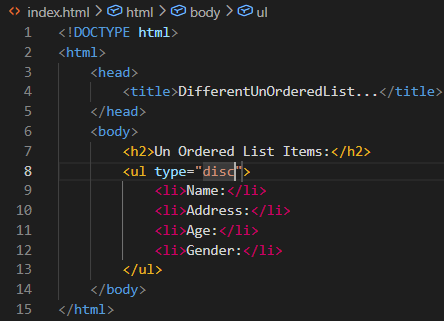 index.html > html > body > ul
1 <!DOCTYPE html>
2 <html>
3 <head>
4 <title>DifferentUnOrderedList...</title>
5 </head>
6 <body>
7 <h2>Un Ordered List Items:</h2>
8 <ul type="disc">
9 <li>Name:</li>
10 <li>Address:</li>
11 <li>Age:</li>
12 <li>Gender:</li>
13 </ul>
14 </body>
15 </html>